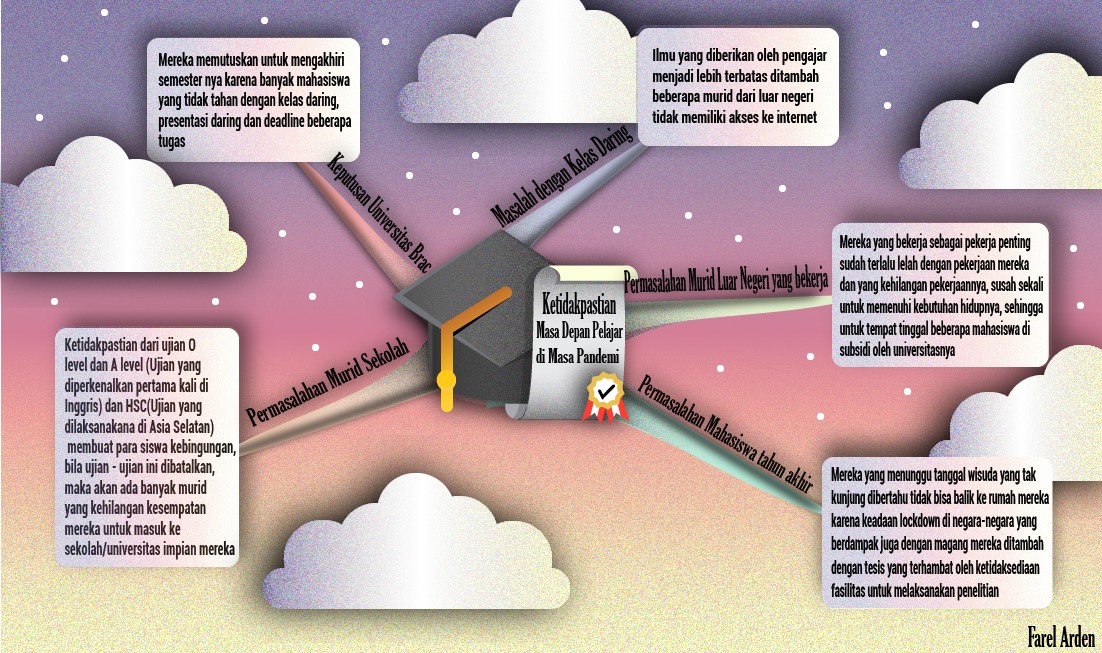 Mereka memutuskan untuk mengakhiri
semester nya karena banyak mahasiswa
yang tidak tahan dengan kelas daring,
presentasi daring dan deadline beberapa
tugas
Keputusan Universitas Brac
Ilmu yang diberikan oleh pengajar
menjadi lebih terbatas ditambah
beberapa murid dari luar negeri
tidak memiliki akses ke internet
Masalah dengan Kelas Daring
Mereka yang bekerja sebagai pekerja penting
sudah terlalu lelah dengan pekerjaan mereka
dan yang kehilangan pekerjaannya, susah sekali
untuk memenuhi kebutuhan hidupnya, sehingga
untuk tempat tinggal beberapa mahasiswa di
subsidi oleh universitasnya
Permasalahan Murid Luar Negeri yang bekerja
Ketidakpastian
Masa Depan Pelajar
di Masa Pandemi
Ketidakpastian dari ujian O
level dan A level (Ujian yang
diperkenalkan pertama kali di
Inggris) dan HSC(Ujian yang
dilaksanakana di Asia Selatan)
membuat para siswa kebingungan,
bila ujian - ujian ini dibatalkan,
maka akan ada banyak murid
yang kehilangan kesempatan
mereka untuk masuk ke
sekolah/universitas impian mereka
Permasalahan Murid Sekolah
Permasalahan Mahasiswa tahun akhir
Mereka yang menunggu tanggal wisuda yang tak
kunjung dibertahu tidak bisa balik ke rumah mereka
karena keadaan lockdown di negara-negara yang
berdampak juga dengan magang mereka ditambah
dengan tesis yang terhambat oleh ketidaksediaan
fasilitas untuk melaksanakan penelitian
Farel Arden